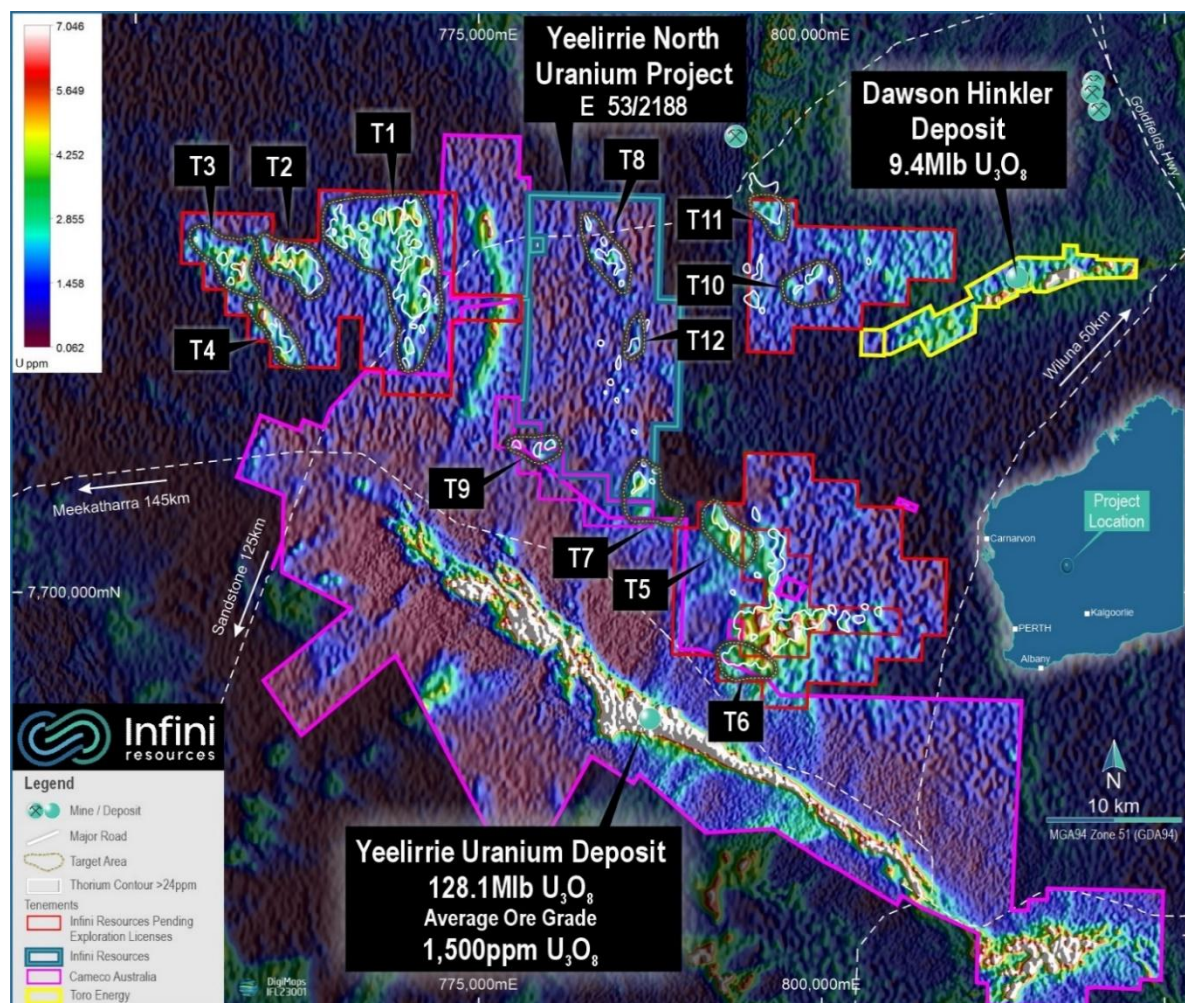 7.046
5.649
4.252
2.855
1.458
0.062
U ppm
775,000mE
800,000mE
Yeelirrie North
Uranium Project
E 53/2188
Dawson Hinkler
Deposit
9.4Mlb U₃O₈
Goldfields Hwy.
T1
T2
T3
T4
T8
T11
T10
T12
T9
T7
T5
T6
Wiluna 50km
Meekatharra 145km
Sandstone 125km
7,700,000mN
Project
Location
Carnarvon
Kalgoorlie
PERTH
Albany
N
10 km
MGA94 Zone 51 (GDA94)
Yeelirrie Uranium Deposit
128.1Mlb U₃O₈
Average Ore Grade
1,500ppm U₃O₈
Infini
resources
Legend
Mine / Deposit
Major Road
Target Area
Thorium Contour >24ppm
Tenements
Infini Resources Pending
Exploration Licenses
Infini Resources
Cameco Australia
Toro Energy
DigiMaps
IFL23001
775,000mE
800,000mE